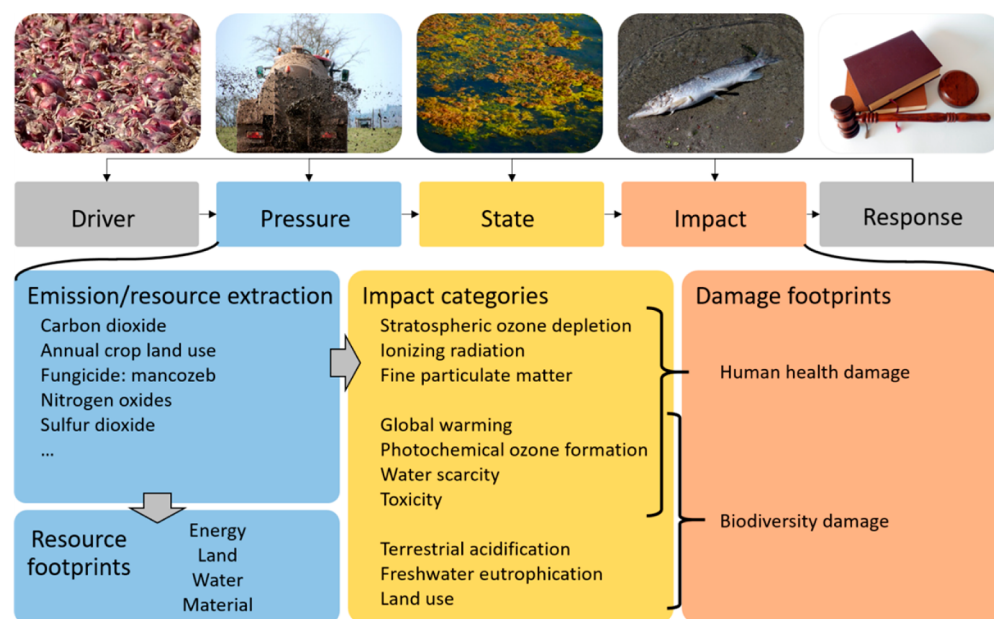 Driver
Pressure
State
Impact
Response
Emission/resource extraction
Carbon dioxide
Annual crop land use
Fungicide: mancozeb
Nitrogen oxides
Sulfur dioxide
...
Resource
footprints
Energy
Land
Water
Material
Impact categories
Stratospheric ozone depletion
Ionizing radiation
Fine particulate matter
Global warming
Photochemical ozone formation
Water scarcity
Toxicity
Terrestrial acidification
Freshwater eutrophication
Land use
Damage footprints
Human health damage
Biodiversity damage